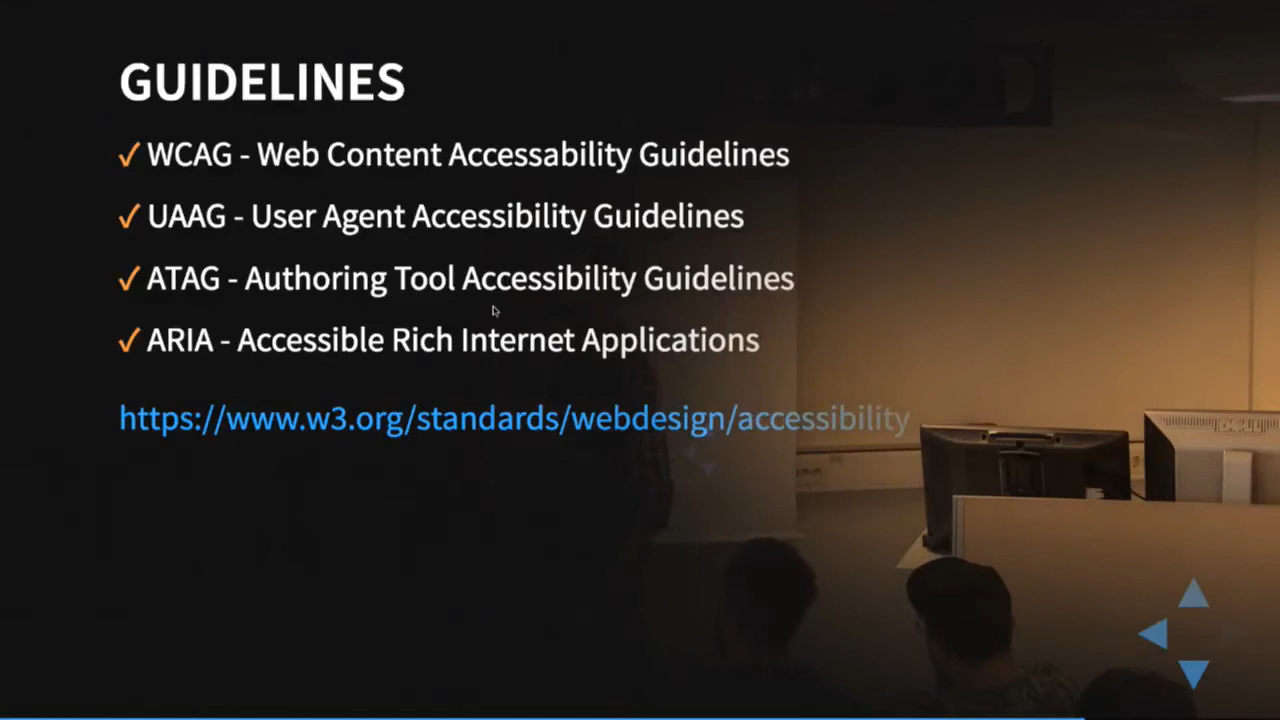 GUIDELINES
✓ WCAG - Web Content Accessability Guidelines
✓ UAAG - User Agent Accessibility Guidelines
✓ ATAG - Authoring Tool Accessibility Guidelines
✓ ARIA - Accessible Rich Internet Applications
https://www.w3.org/standards/webdesign/accessibility
DELL